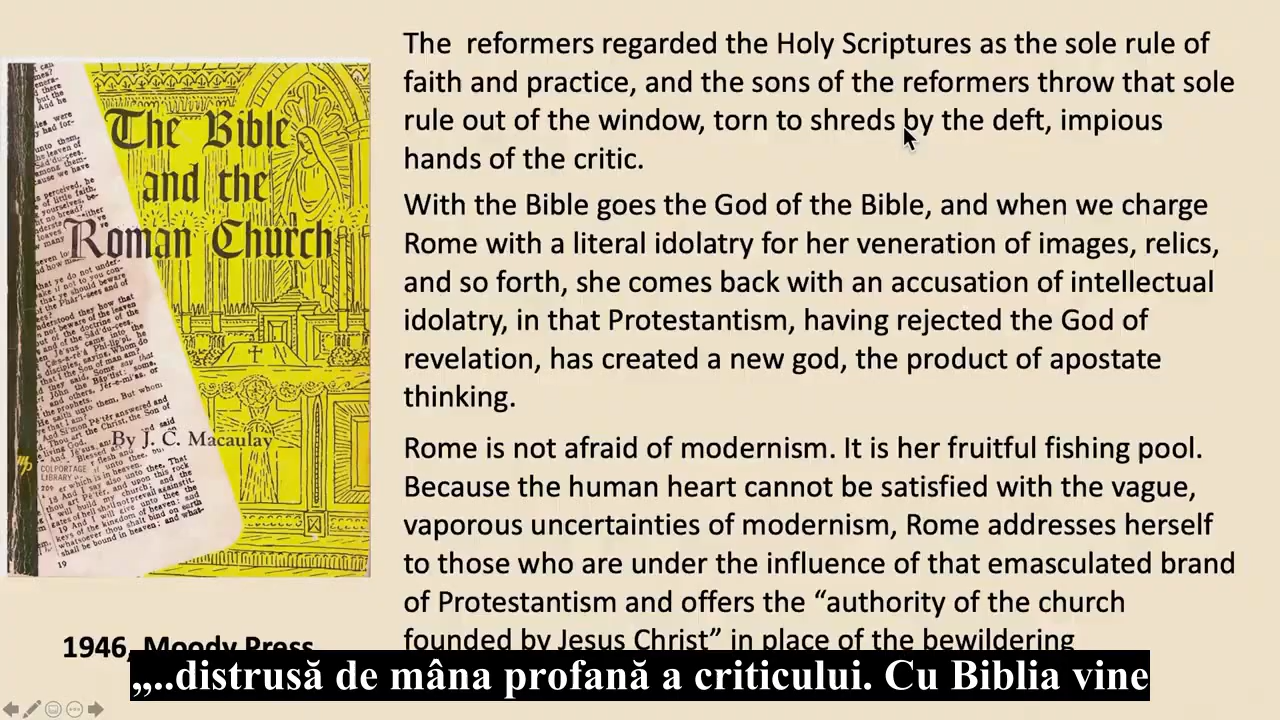 The Bible
and the
Roman Church
By J. C. Macaulay
COLPORTAGE
LIBRARY
19
1946, Moody Press
The  reformers regarded the Holy Scriptures as the sole rule of
faith and practice, and the sons of the reformers throw that sole
rule out of the window, torn to shreds by the deft, impious
hands of the critic.
With the Bible goes the God of the Bible, and when we charge
Rome with a literal idolatry for her veneration of images, relics,
and so forth, she comes back with an accusation of intellectual
idolatry, in that Protestantism, having rejected the God of
revelation, has created a new god, the product of apostate
thinking.
Rome is not afraid of modernism. It is her fruitful fishing pool.
Because the human heart cannot be satisfied with the vague,
vaporous uncertainties of modernism, Rome addresses herself
to those who are under the influence of that emasculated brand
of Protestantism and offers the “authority of the church
founded by Jesus Christ” in place of the bewildering
„..distrusă de mâna profană a criticului. Cu Biblia vine